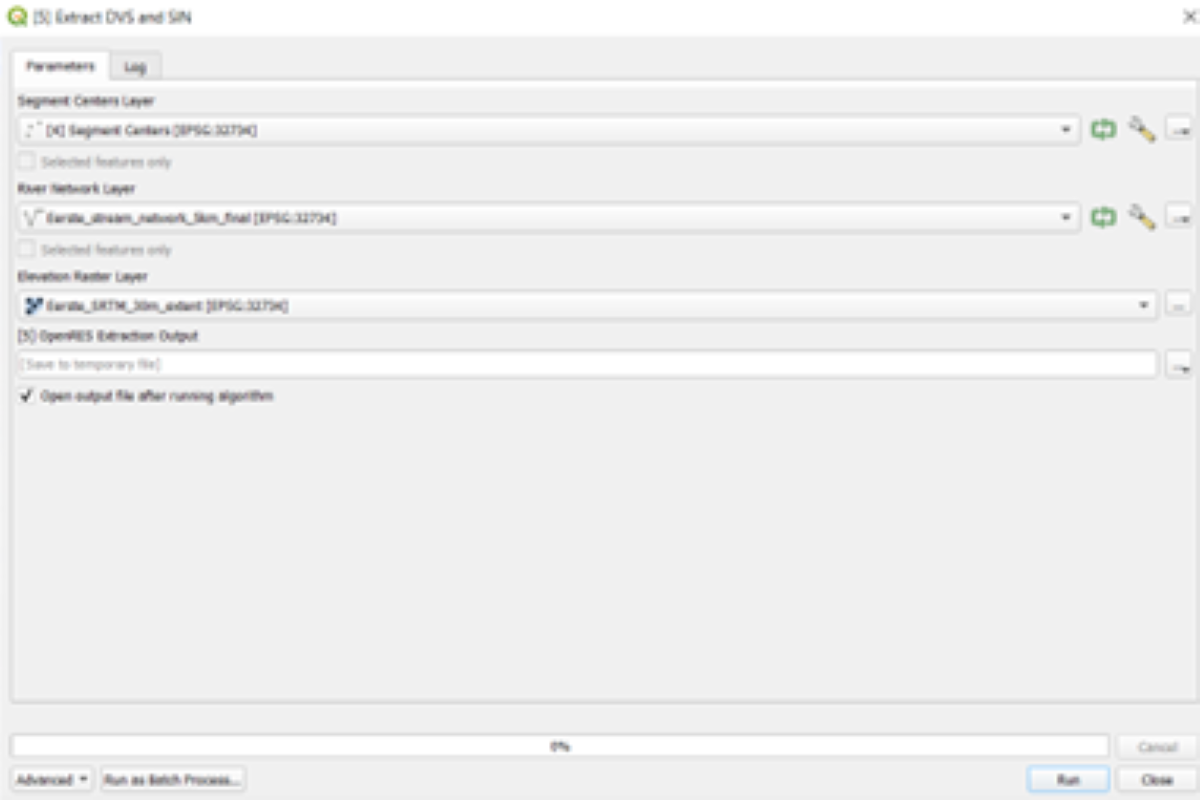 [5] Extract DVS and SIN
Parameters Log
Segment Centers Layer
[4] Segment Centers [EPSG:32734]
Selected features only
River Network Layer
Eerste_stream_network_5km_final [EPSG:32734]
Selected features only
Elevation Raster Layer
Eerste_SRTM_30m_extent [EPSG:32734]
[5] OpenRES Extraction Output
[Save to temporary file]
Open output file after running algorithm
0%
Cancel
Advanced Run as Batch Process... Run Close